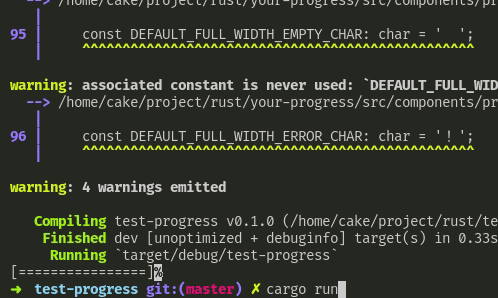 --> /home/cake/project/rust/your-progress/src/components/pr
|
95 |     const DEFAULT_FULL_WIDTH_EMPTY_CHAR: char = '　';
|     ^^^^^^^^^^^^^^^^^^^^^^^^^^^^^^^^^^^^^^^^^^^^^^^^
warning: associated constant is never used: `DEFAULT_FULL_WID
--> /home/cake/project/rust/your-progress/src/components/pr
|
96 |     const DEFAULT_FULL_WIDTH_ERROR_CHAR: char = '！';
|     ^^^^^^^^^^^^^^^^^^^^^^^^^^^^^^^^^^^^^^^^^^^^^^^^
warning: 4 warnings emitted
Compiling test-progress v0.1.0 (/home/cake/project/rust/te
Finished dev [unoptimized + debuginfo] target(s) in 0.33s
Running `target/debug/test-progress`
[================]%
➜ test-progress git:(master) ✗ cargo run